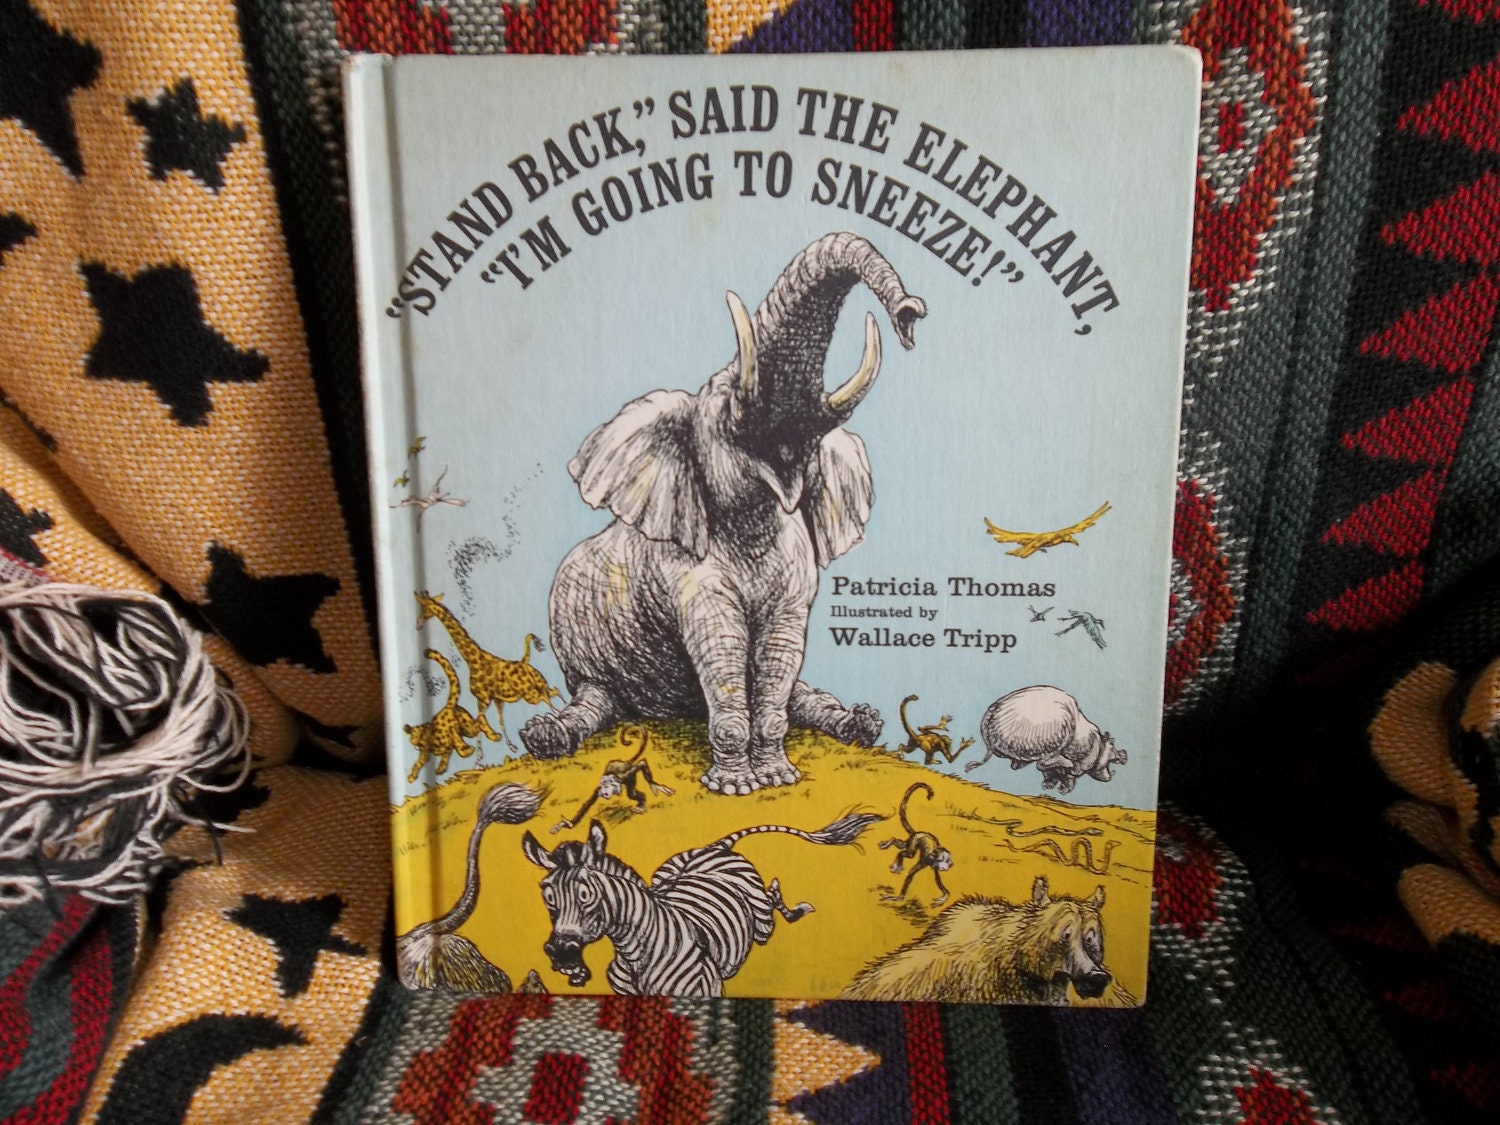 “STAND BACK,” SAID THE ELEPHANT,
“I’M GOING TO SNEEZE!”
Patricia Thomas
Illustrated by
Wallace Tripp